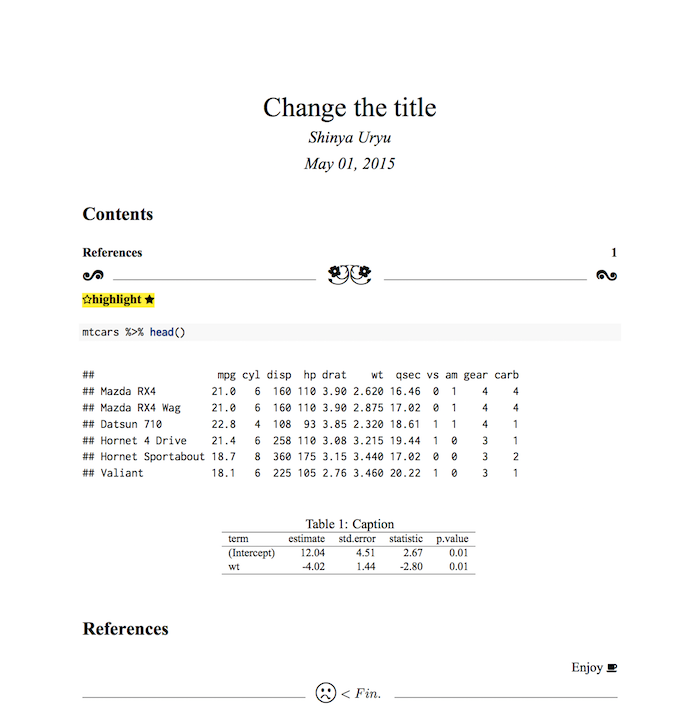 Change the title
Shinya Uryu
May 01, 2015
Contents
References 1
☆highlight ★
mtcars %>% head()
## mpg cyl disp hp drat wt qsec vs am gear carb
## Mazda RX4 21.0 6 160 110 3.90 2.620 16.46 0 1 4 4
## Mazda RX4 Wag 21.0 6 160 110 3.90 2.875 17.02 0 1 4 4
## Datsun 710 22.8 4 108 93 3.85 2.320 18.61 1 1 4 1
## Hornet 4 Drive 21.4 6 258 110 3.08 3.215 19.44 1 0 3 1
## Hornet Sportabout 18.7 8 360 175 3.15 3.440 17.02 0 0 3 2
## Valiant 18.1 6 225 105 2.76 3.460 20.22 1 0 3 1
Table 1: Caption
term estimate std.error statistic p.value
(Intercept) 12.04 4.51 2.67 0.01
wt -4.02 1.44 -2.80 0.01
References
Enjoy
< Fin.